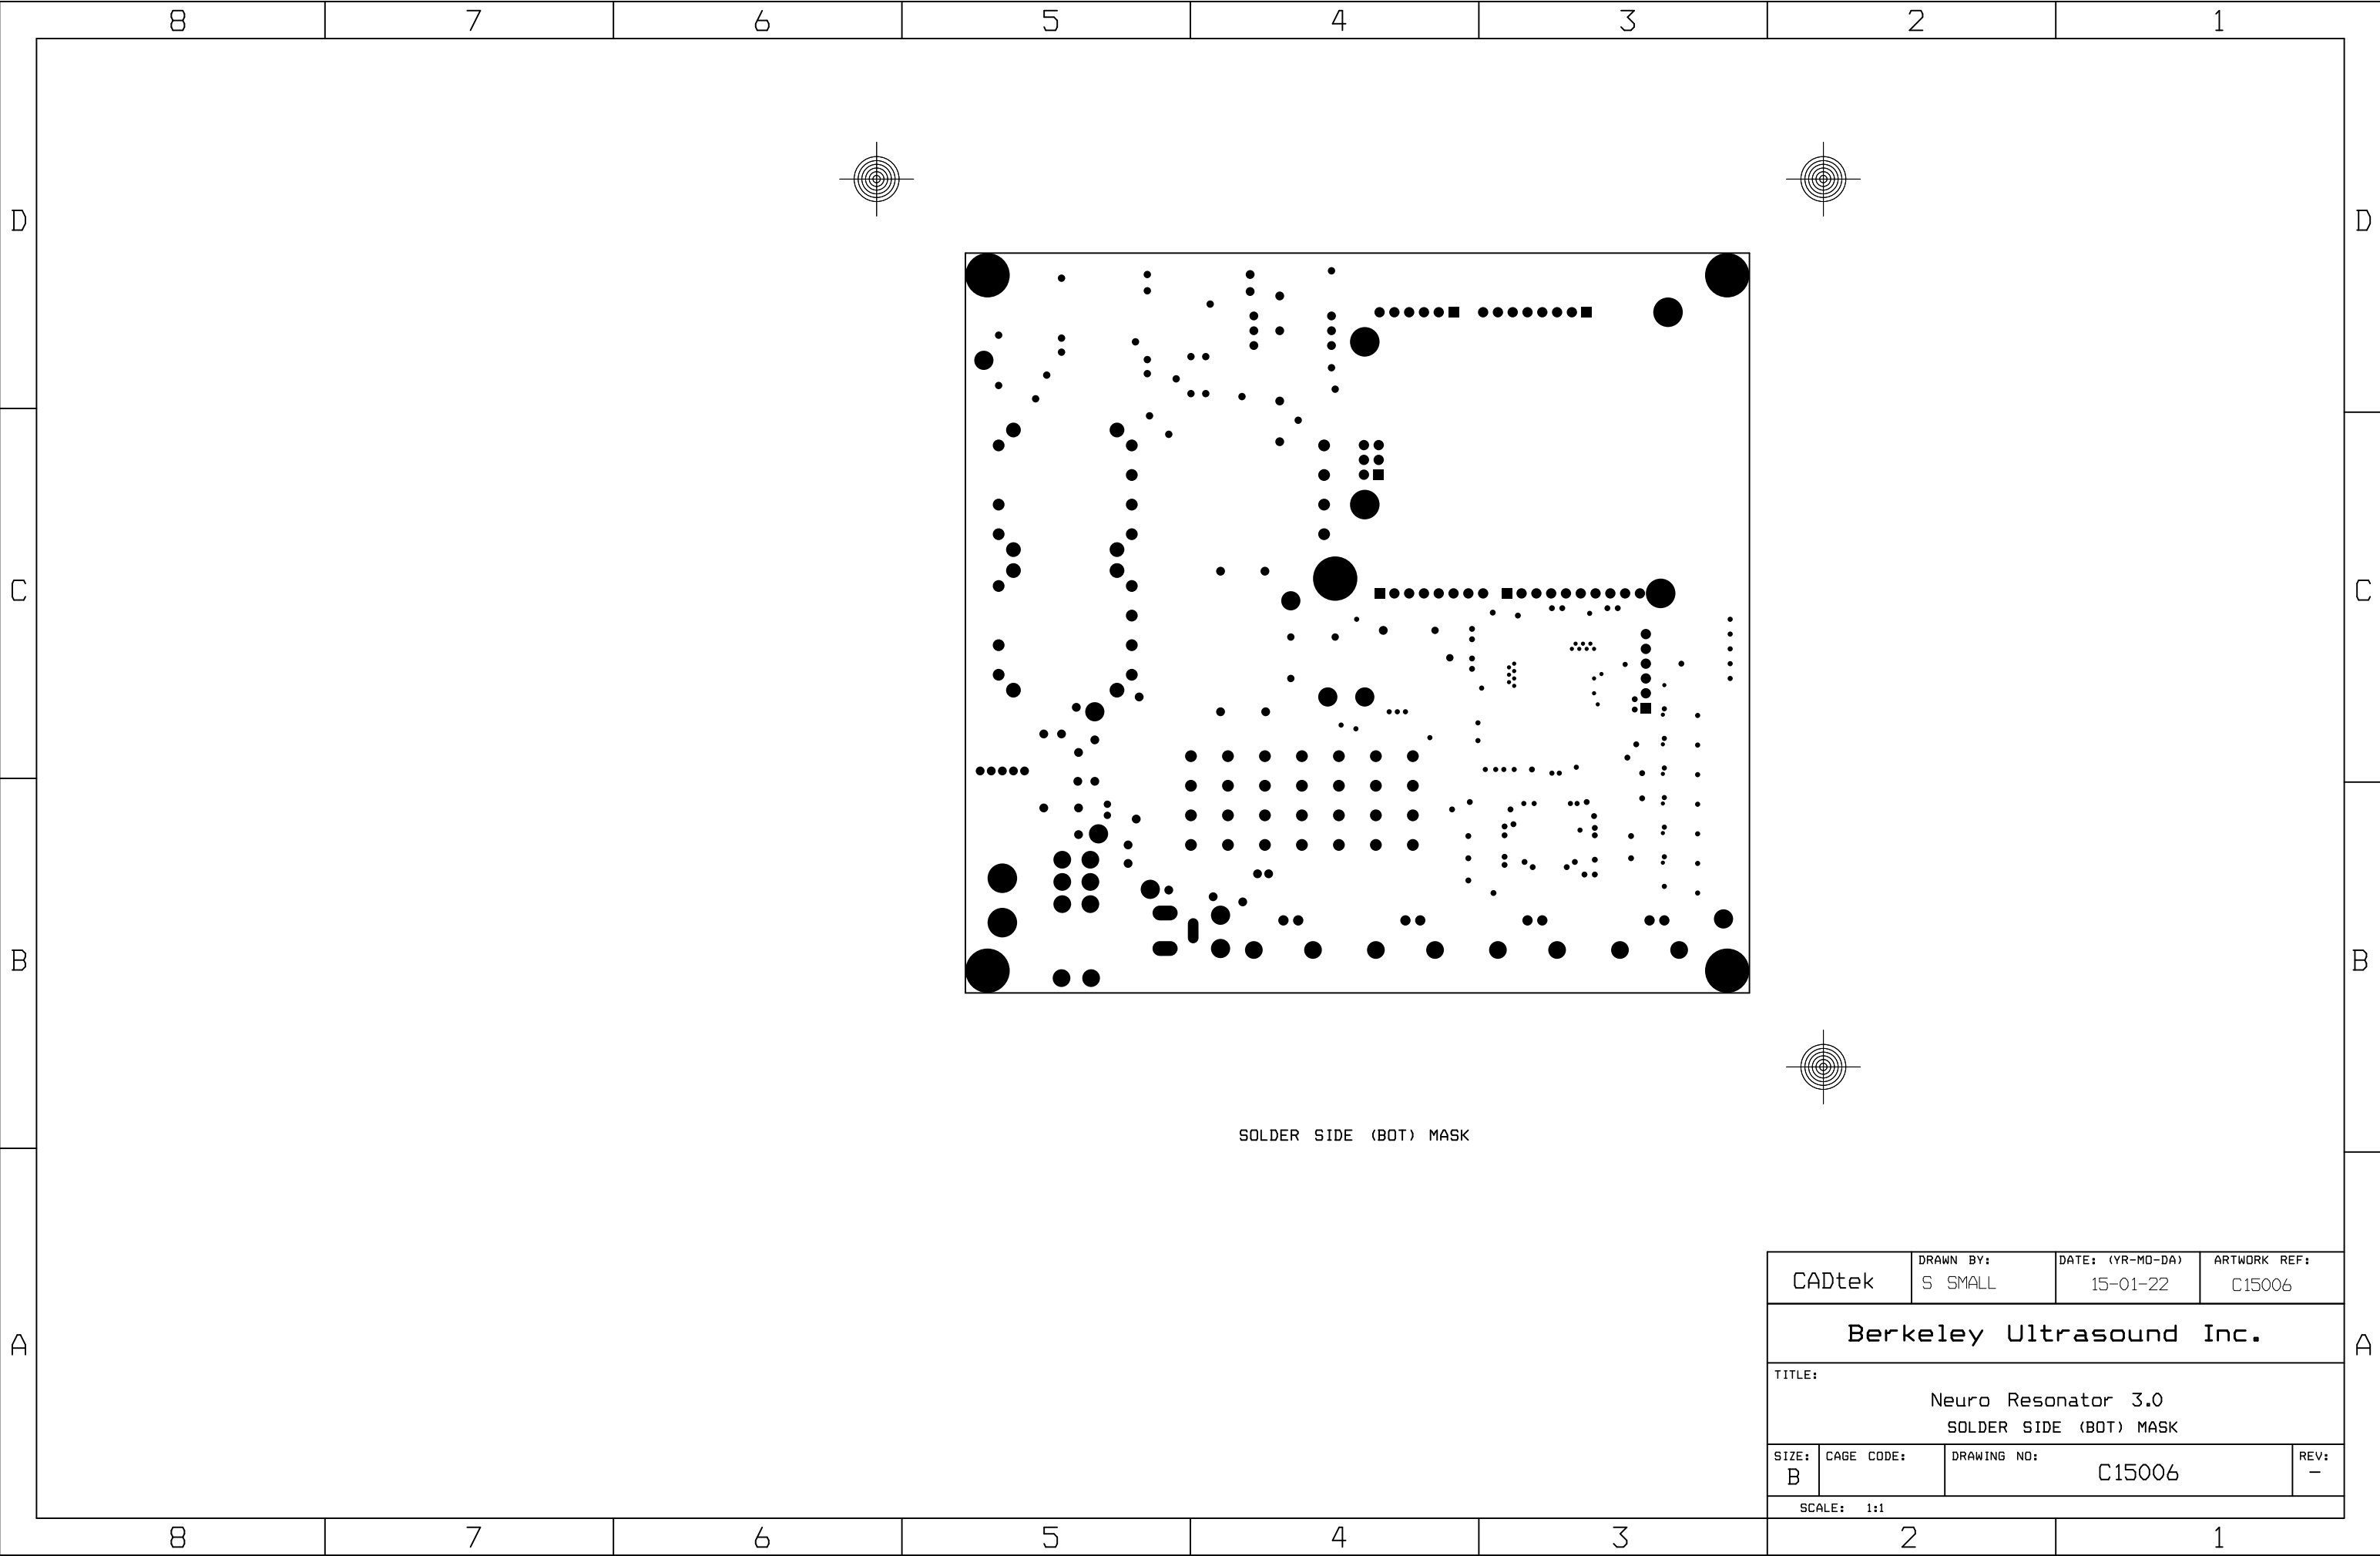 8 7 6 5 4 3 2 1
D D
C C
B B
SOLDER SIDE (BOT) MASK
A A
CADtek
DRAWN BY:
S SMALL
DATE: (YR-MO-DA)
15-01-22
ARTWORK REF:
C15006
Berkeley Ultrasound Inc.
TITLE:
Neuro Resonator 3.0
SOLDER SIDE (BOT) MASK
SIZE:
B
CAGE CODE:
DRAWING NO:
C15006
REV:
-
SCALE: 1:1
8 7 6 5 4 3 2 1